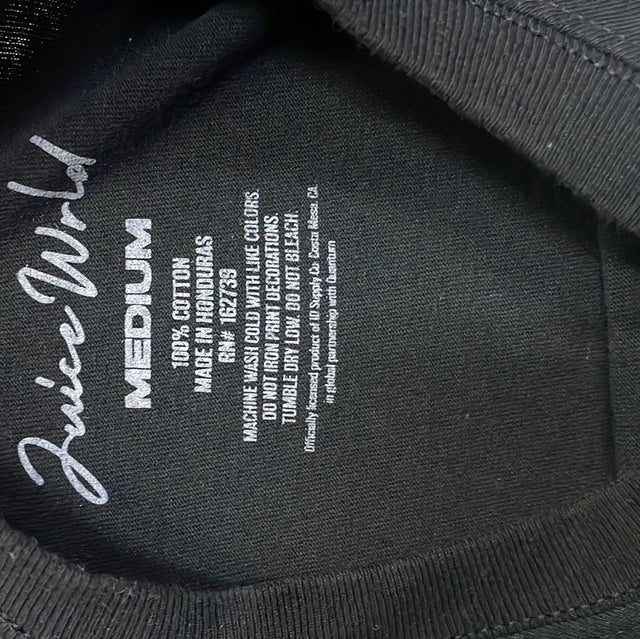 Juice Wrld
MEDIUM
100% COTTON
MADE IN HONDURAS
RN# 162739
MACHINE WASH COLD WITH LIKE COLORS.
DO NOT IRON PRINT DECORATIONS.
TUMBLE DRY LOW. DO NOT BLEACH.
Officially licensed product of ID Supply Co Costa Mesa, CA
in global partnership with Quantum